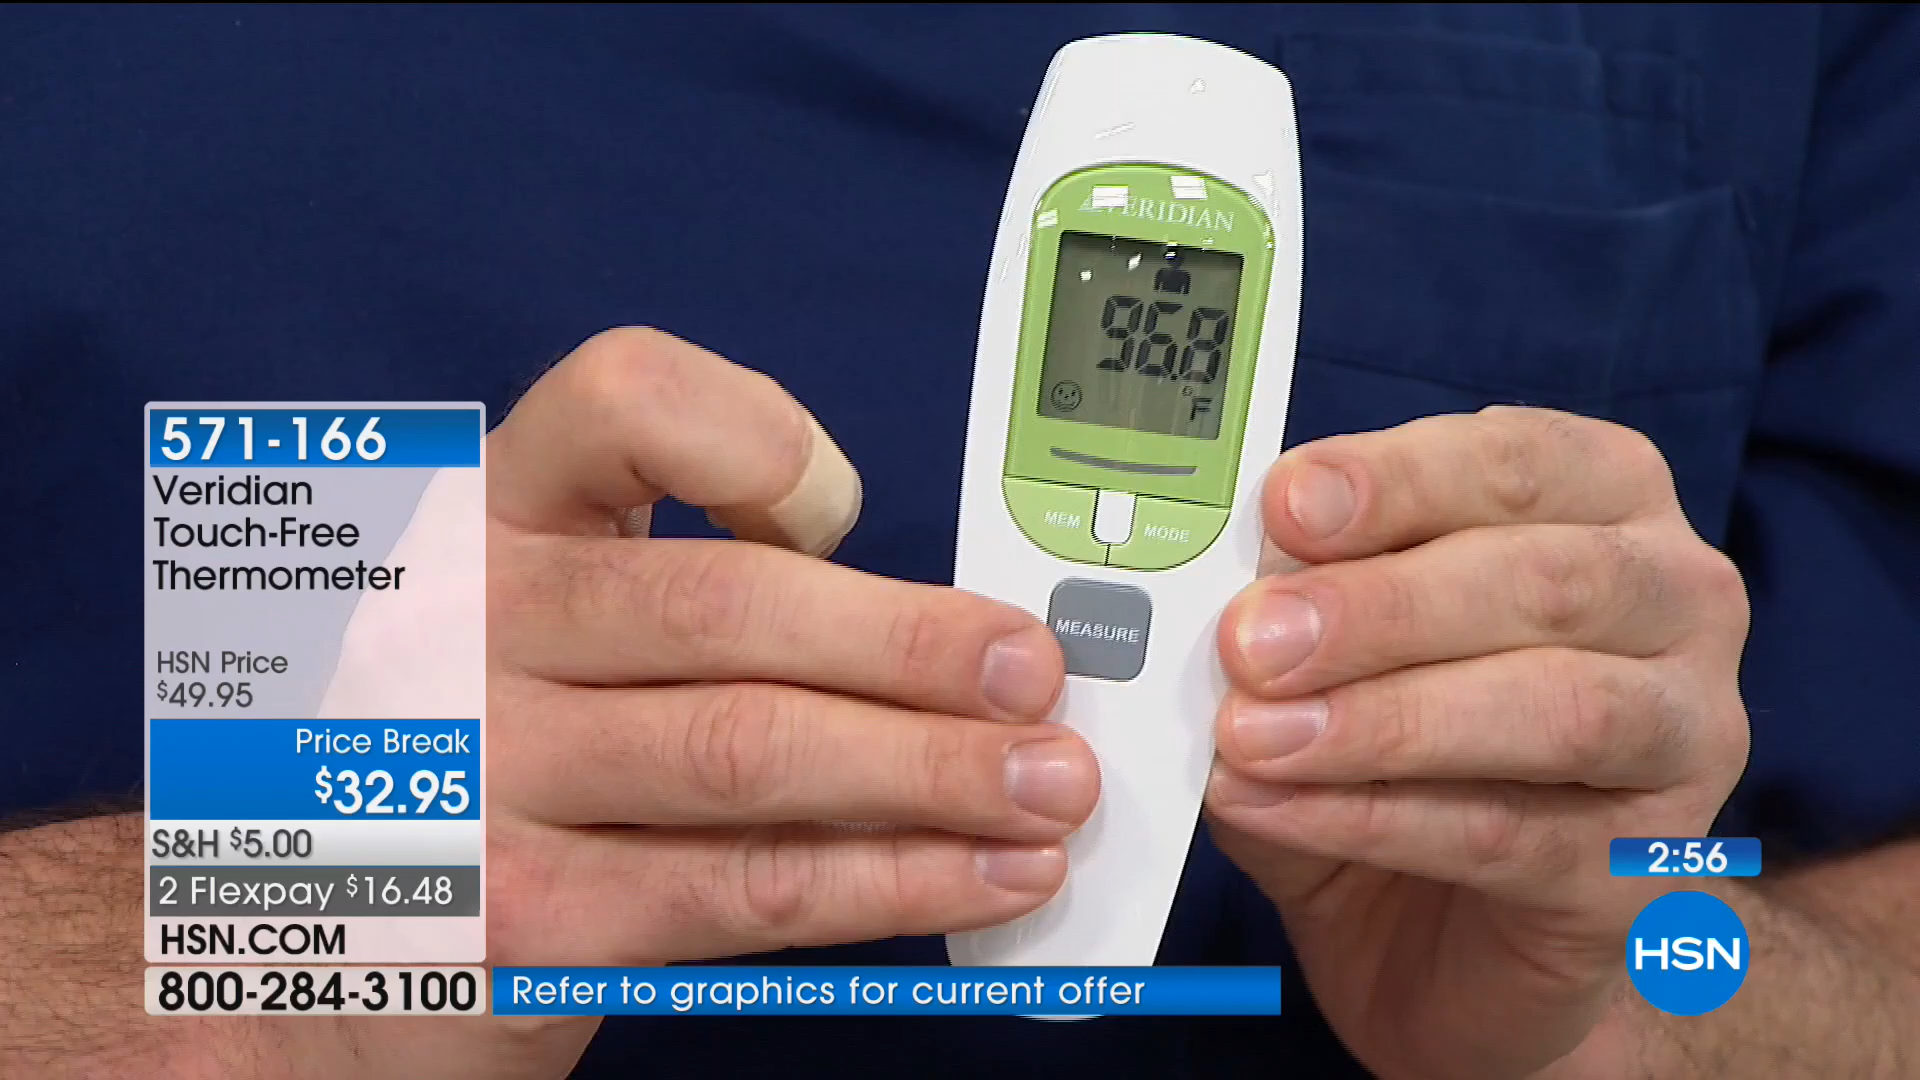 VERIDIAN
96.8
°F
MEM
MODE
MEASURE
571-166
Veridian
Touch-Free
Thermometer
HSN Price
$49.95
Price Break
$32.95
S&H $5.00
2 Flexpay $16.48
HSN.COM
800-284-3100
Refer to graphics for current offer
2:56
HSN